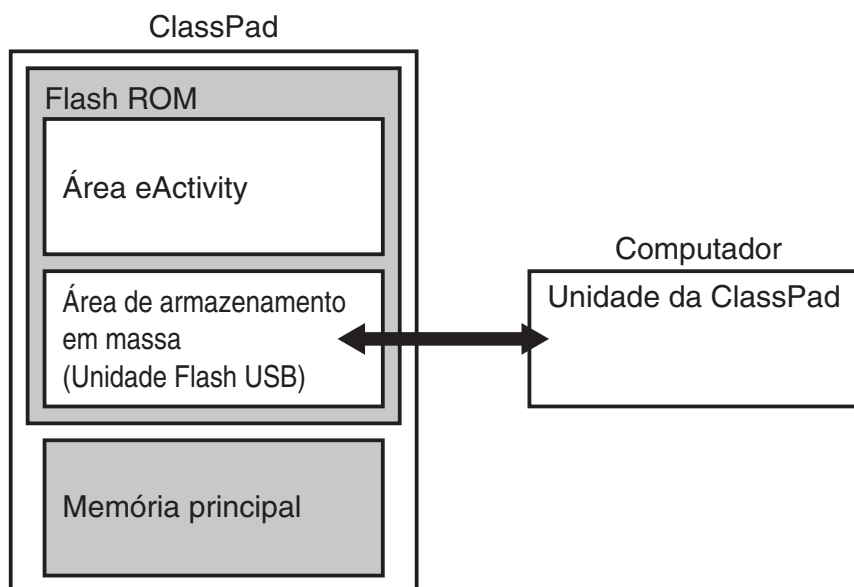 ClassPad
Flash ROM
Área eActivity
Área de armazenamento
em massa
(Unidade Flash USB)
Memória principal
Computador
Unidade da ClassPad